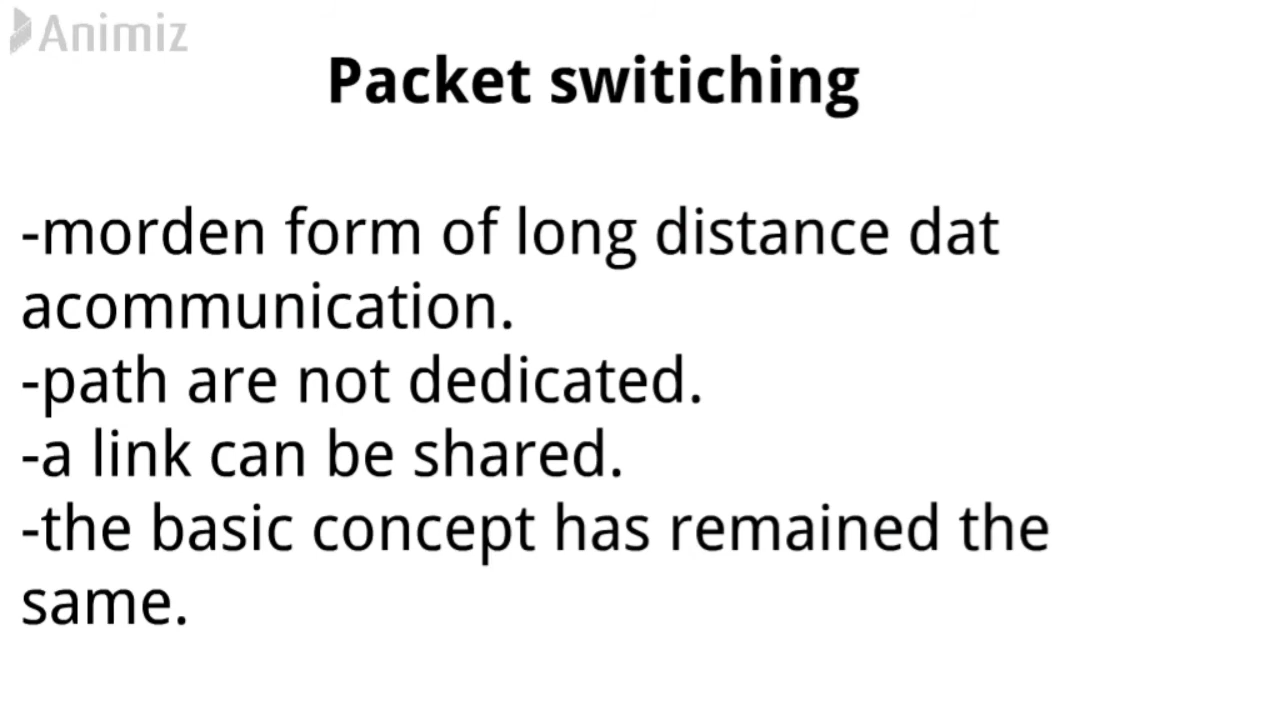 Animiz
Packet switiching
-morden form of long distance dat
acommunication.
-path are not dedicated.
-a link can be shared.
-the basic concept has remained the
same.